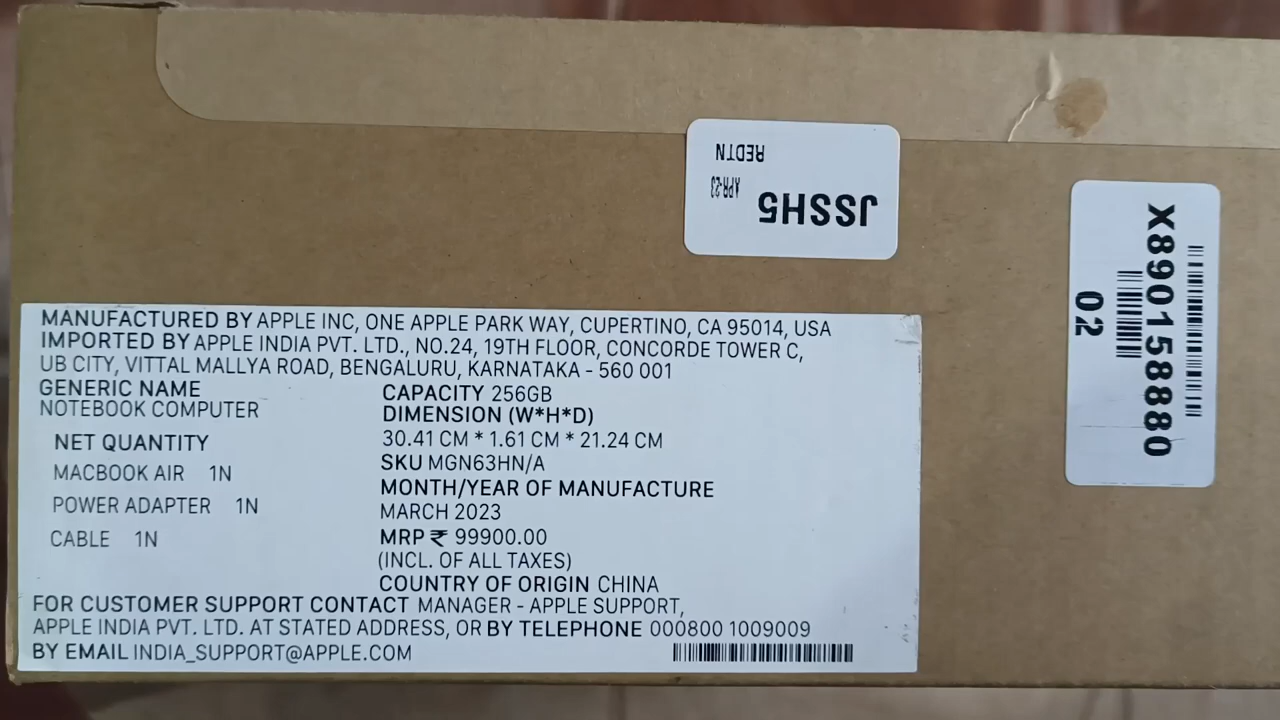 REDTN
APR-23
JSSH5
X890158880
02
MANUFACTURED BY APPLE INC, ONE APPLE PARK WAY, CUPERTINO, CA 95014, USA
IMPORTED BY APPLE INDIA PVT. LTD., NO.24, 19TH FLOOR, CONCORDE TOWER C,
UB CITY, VITTAL MALLYA ROAD, BENGALURU, KARNATAKA - 560 001
GENERIC NAME
NOTEBOOK COMPUTER
NET QUANTITY
MACBOOK AIR 1N
POWER ADAPTER 1N
CABLE 1N
CAPACITY 256GB
DIMENSION (W*H*D)
30.41 CM * 1.61 CM * 21.24 CM
SKU MGN63HN/A
MONTH/YEAR OF MANUFACTURE
MARCH 2023
MRP ₹ 99900.00
(INCL. OF ALL TAXES)
COUNTRY OF ORIGIN CHINA
FOR CUSTOMER SUPPORT CONTACT MANAGER - APPLE SUPPORT,
APPLE INDIA PVT. LTD. AT STATED ADDRESS, OR BY TELEPHONE 000800 1009009
BY EMAIL INDIA_SUPPORT@APPLE.COM